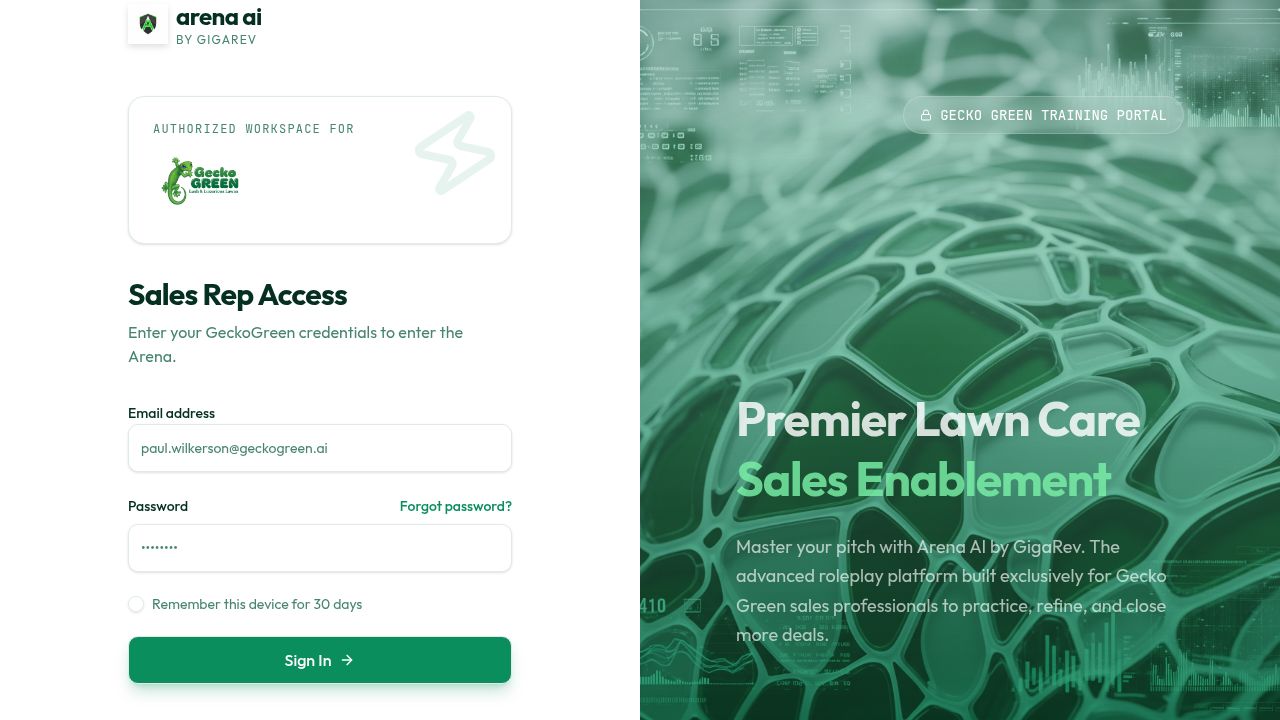 arena ai
BY GIGAREV
AUTHORIZED WORKSPACE FOR
Gecko
GREEN
Sales Rep Access
Enter your GeckoGreen credentials to enter the
Arena.
Email address
paul.wilkerson@geckogreen.ai
Password
Forgot password?
••••••••
Remember this device for 30 days
Sign In →
GECKO GREEN TRAINING PORTAL
Premier Lawn Care
Sales Enablement
Master your pitch with Arena AI by GigaRev. The
advanced roleplay platform built exclusively for Gecko
Green sales professionals to practice, refine, and close
more deals.
410